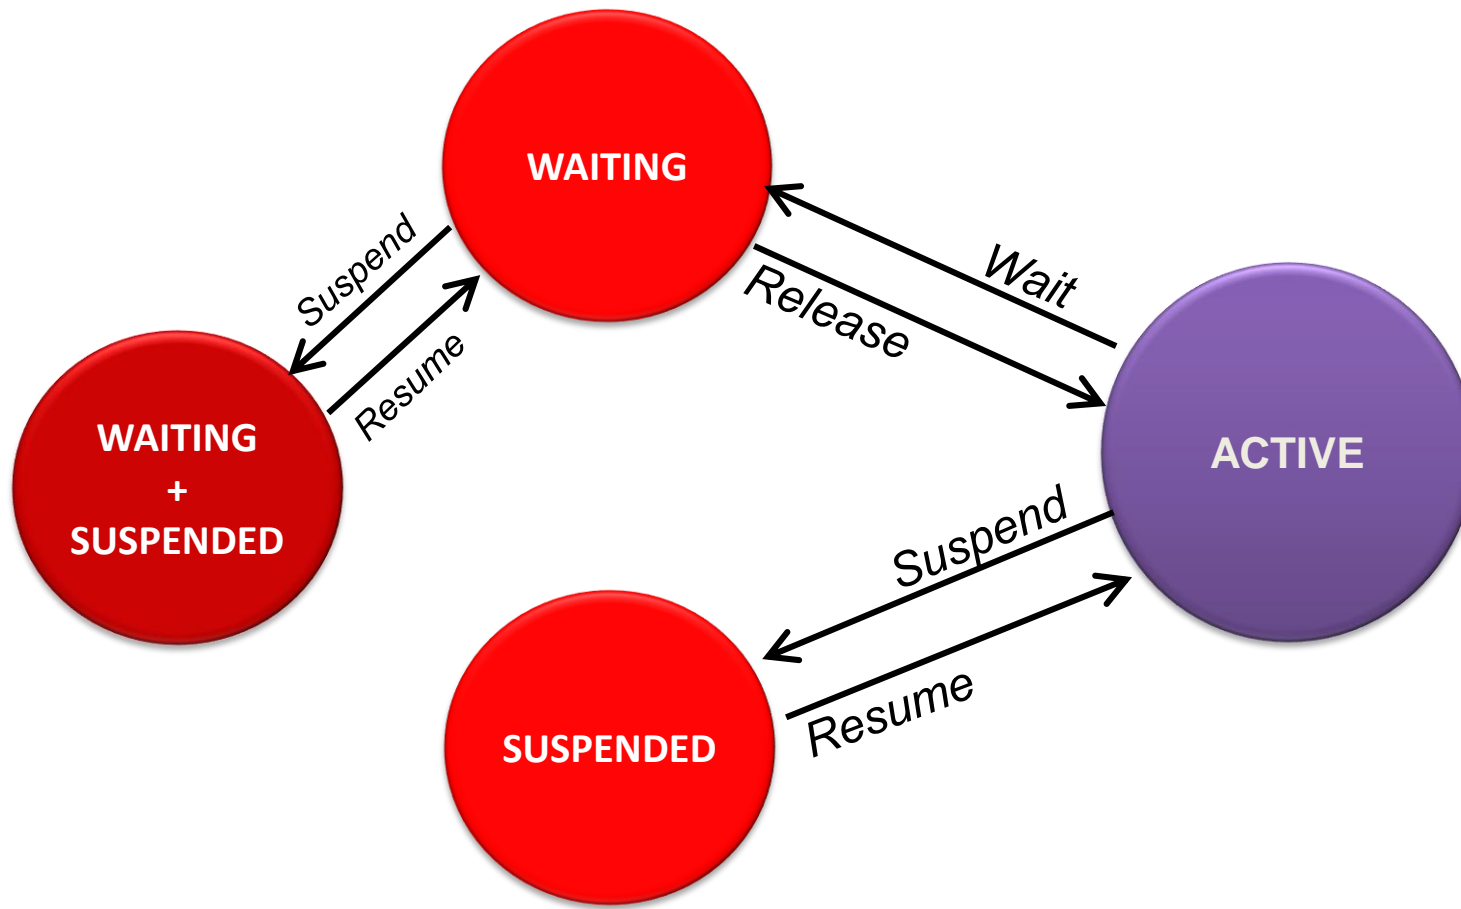 WAITING
Suspend
Resume
Wait
Release
WAITING
+
SUSPENDED
ACTIVE
Suspend
Resume
SUSPENDED